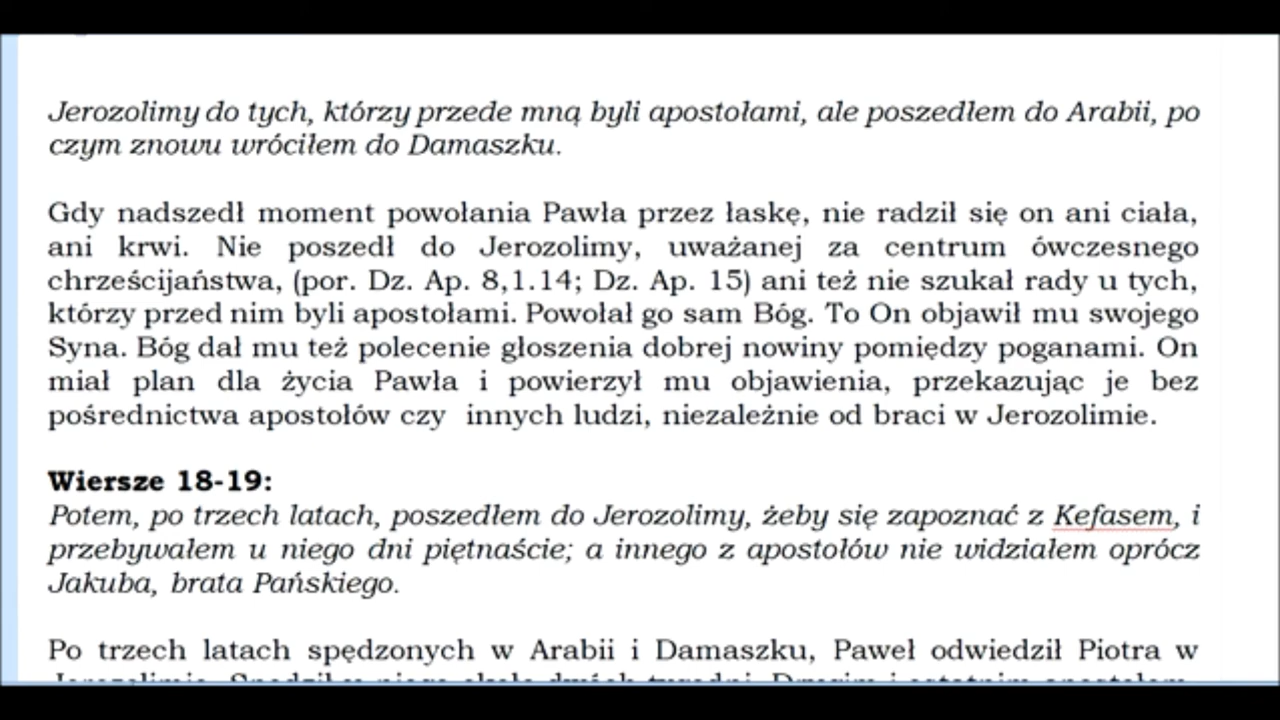 Jerozolimy do tych, którzy przede mną byli apostołami, ale poszedłem do Arabii, po
czym znowu wróciłem do Damaszku.
Gdy nadszedł moment powołania Pawła przez łaskę, nie radził się on ani ciała,
ani krwi. Nie poszedł do Jerozolimy, uważanej za centrum ówczesnego
chrześcijaństwa, (por. Dz. Ap. 8,1.14; Dz. Ap. 15) ani też nie szukał rady u tych,
którzy przed nim byli apostołami. Powołał go sam Bóg. To On objawił mu swojego
Syna. Bóg dał mu też polecenie głoszenia dobrej nowiny pomiędzy poganami. On
miał plan dla życia Pawła i powierzył mu objawienia, przekazując je bez
pośrednictwa apostołów czy  innych ludzi, niezależnie od braci w Jerozolimie.
Wiersze 18-19:
Potem, po trzech latach, poszedłem do Jerozolimy, żeby się zapoznać z Kefasem, i
przebywałem u niego dni piętnaście; a innego z apostołów nie widziałem oprócz
Jakuba, brata Pańskiego.
Po trzech latach spędzonych w Arabii i Damaszku, Paweł odwiedził Piotra w